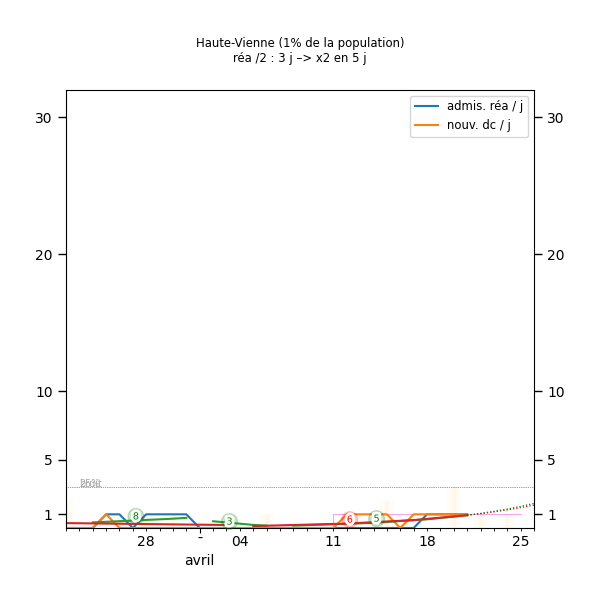 Haute-Vienne (1% de la population)
réa /2 : 3 j –> x2 en 5 j
admis. réa / j
nouv. dc / j
30 30
20 20
10 10
5 5
1 1
8 3 6 5
28 - 04 11 18 25
avril